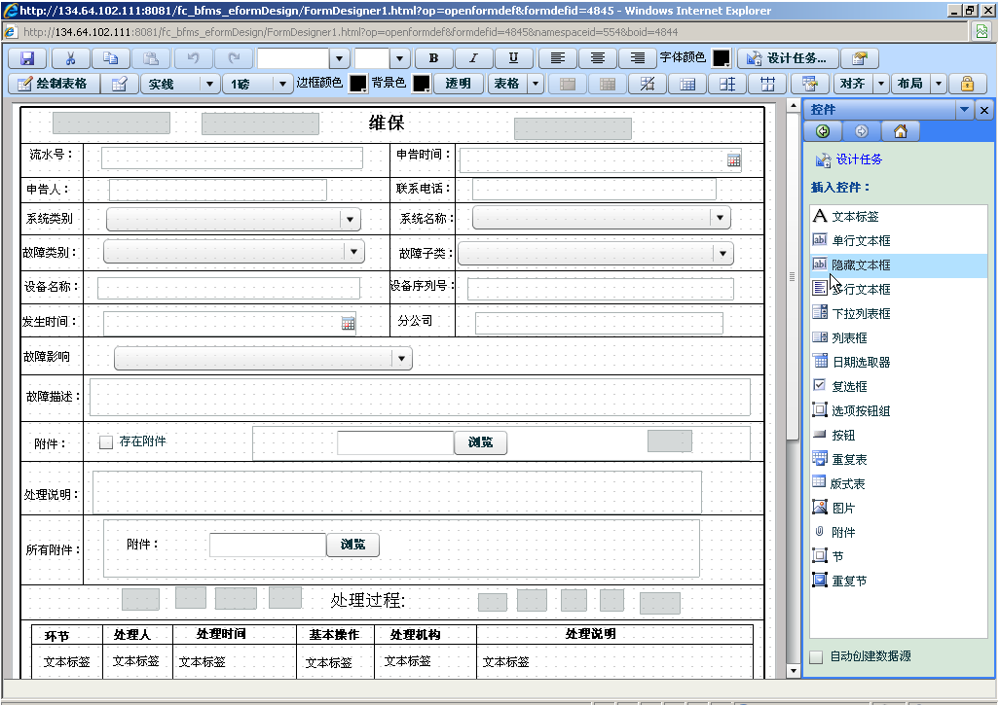 http://134.64.102.111:8081/fc_bfms_eformDesign/FormDesigner1.html?op=openformdef&formdefid=4845 - Windows Internet Explorer
http://134.64.102.111:8081/fc_bfms_eformDesign/FormDesigner1.html?op=openformdef&formdefid=4845&namespaceid=554&boid=4844
B I U 字体颜色 设计任务...
绘制表格 实线 1磅 边框颜色 背景色 透明 表格 对齐 布局
维保
流水号： 申告时间：
申告人： 联系电话：
系统类别 系统名称：
故障类别： 故障子类：
设备名称： 设备序列号：
发生时间： 分公司
故障影响
故障描述：
附件： 存在附件 浏览
处理说明：
所有附件： 附件： 浏览
处理过程:
环节 处理人 处理时间 基本操作 处理机构 处理说明
文本标签 文本标签 文本标签 文本标签 文本标签 文本标签
控件
设计任务
插入控件：
A 文本标签
abl 单行文本框
abl 隐藏文本框
多行文本框
下拉列表框
列表框
日期选取器
复选框
选项按钮组
按钮
重复表
版式表
图片
附件
节
重复节
自动创建数据源